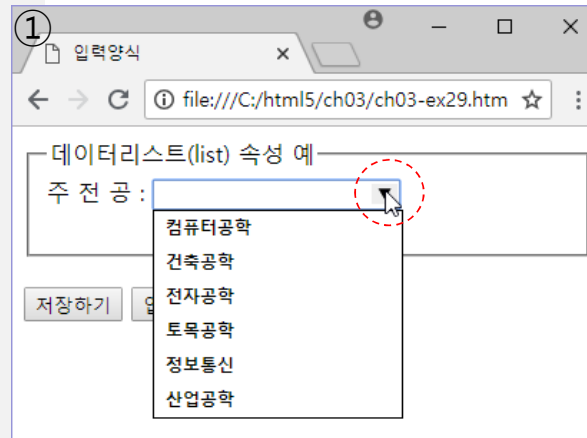 ①
입력양식
file:///C:/html5/ch03/ch03-ex29.htm
데이터리스트(list) 속성 예
주 전 공 :
컴퓨터공학
건축공학
전자공학
토목공학
정보통신
산업공학
저장하기